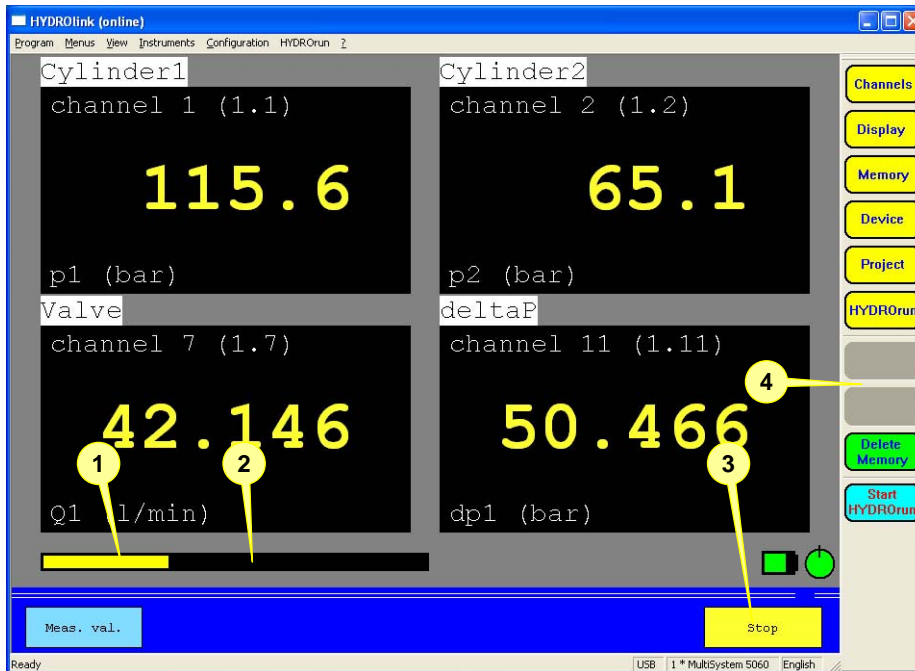 HYDROlink (online)
Program Menus View Instruments Configuration HYDROrun ?
Cylinder1
channel 1 (1.1)
115.6
p1 (bar)
Cylinder2
channel 2 (1.2)
65.1
p2 (bar)
Valve
channel 7 (1.7)
42.146
Q1 (l/min)
deltaP
channel 11 (1.11)
50.466
dp1 (bar)
1
2
3
4
Channels
Display
Memory
Device
Project
HYDROrun
Delete
Memory
Start
HYDROrun
Meas. val.
Stop
Ready
USB
1 * MultiSystem 5060
English